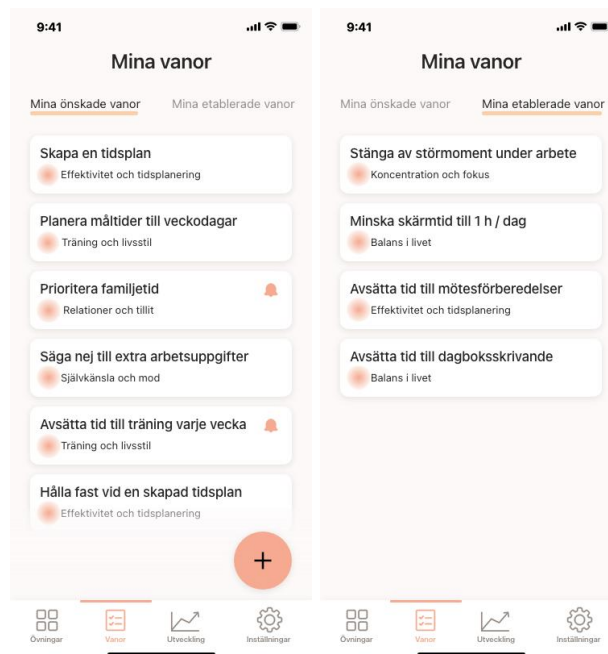 9:41
Mina vanor
Mina önskade vanor Mina etablerade vanor
Skapa en tidsplan
Effektivitet och tidsplanering
Planera måltider till veckodagar
Träning och livsstil
Prioritera familjetid
Relationer och tillit
Säga nej till extra arbetsuppgifter
Självkänsla och mod
Avsätta tid till träning varje vecka
Träning och livsstil
Hålla fast vid en skapad tidsplan
Effektivitet och tidsplanering
+
Övningar Vanor Utveckling Inställningar
9:41
Mina vanor
Mina önskade vanor Mina etablerade vanor
Stänga av störmoment under arbete
Koncentration och fokus
Minska skärmtid till 1 h / dag
Balans i livet
Avsätta tid till mötesförberedelser
Effektivitet och tidsplanering
Avsätta tid till dagboksskrivande
Balans i livet
Övningar Vanor Utveckling Inställningar